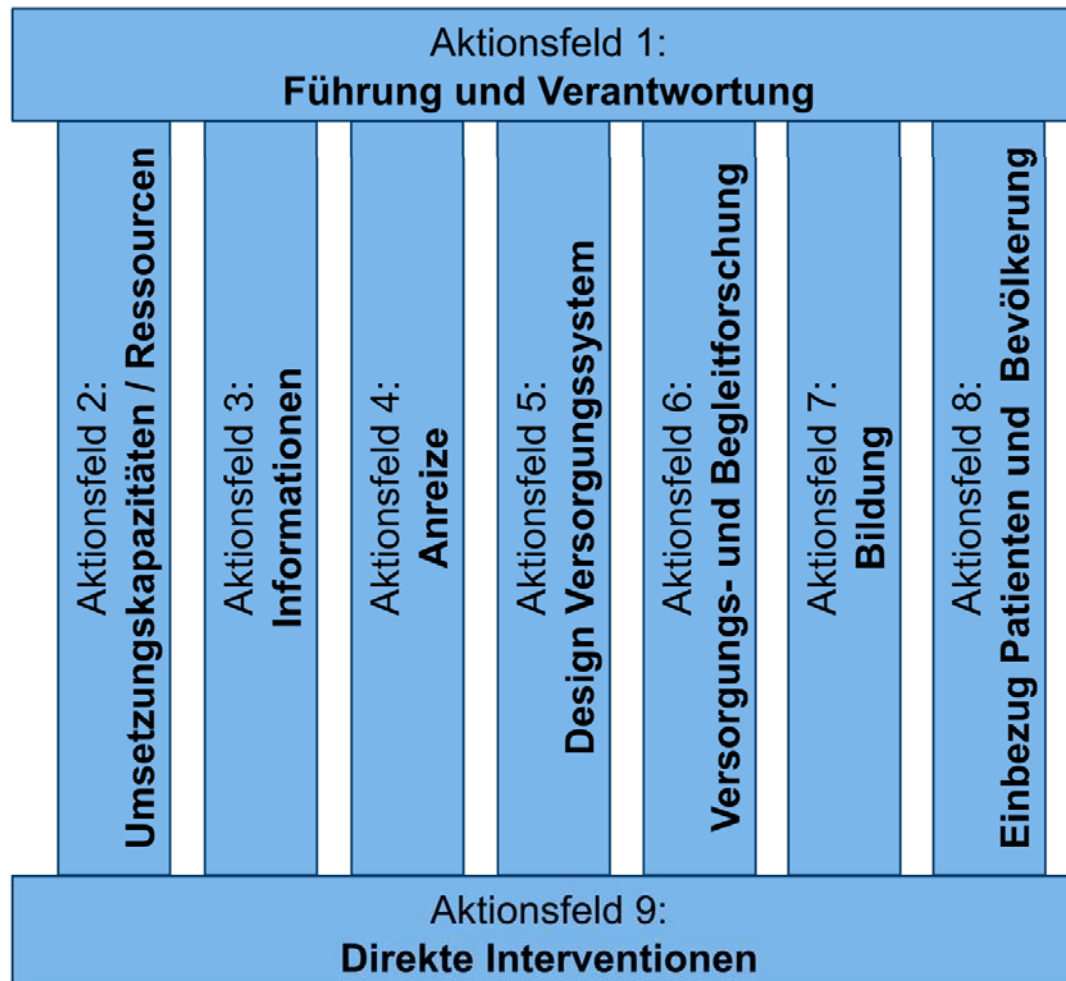 Aktionsfeld 1:
Führung und Verantwortung
Aktionsfeld 2:
Umsetzungskapazitäten / Ressourcen
Aktionsfeld 3:
Informationen
Aktionsfeld 4:
Anreize
Aktionsfeld 5:
Design Versorgungssystem
Aktionsfeld 6:
Versorgungs- und Begleitforschung
Aktionsfeld 7:
Bildung
Aktionsfeld 8:
Einbezug Patienten und Bevölkerung
Aktionsfeld 9:
Direkte Interventionen